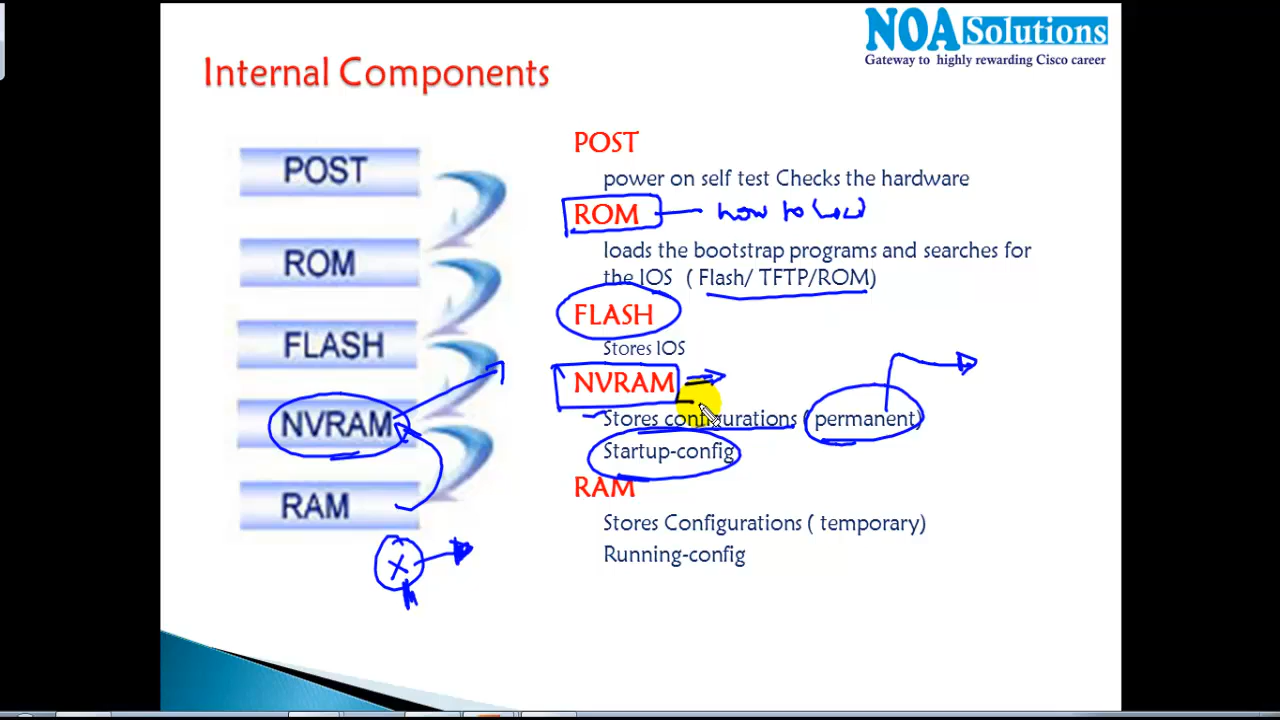 NOA Solutions
Gateway to highly rewarding Cisco career
Internal Components
POST
ROM
FLASH
NVRAM
RAM
POST
power on self test Checks the hardware
ROM how to
loads the bootstrap programs and searches for
the IOS ( Flash/ TFTP/ROM)
FLASH
Stores IOS
NVRAM
Stores configurations ( permanent)
Startup-config
RAM
Stores Configurations ( temporary)
Running-config